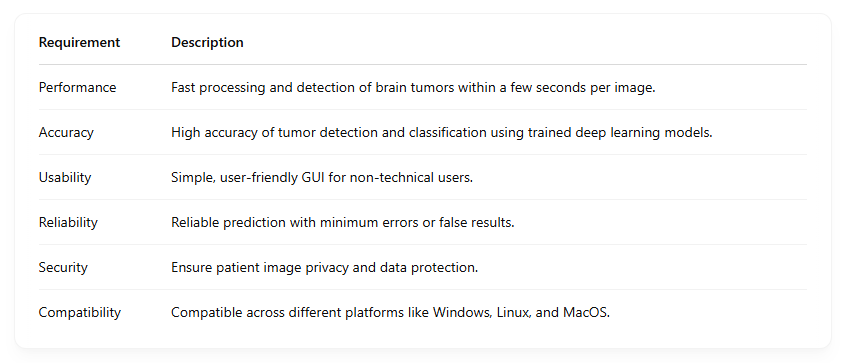 Requirement Description
Performance Fast processing and detection of brain tumors within a few seconds per image.
Accuracy High accuracy of tumor detection and classification using trained deep learning models.
Usability Simple, user-friendly GUI for non-technical users.
Reliability Reliable prediction with minimum errors or false results.
Security Ensure patient image privacy and data protection.
Compatibility Compatible across different platforms like Windows, Linux, and MacOS.